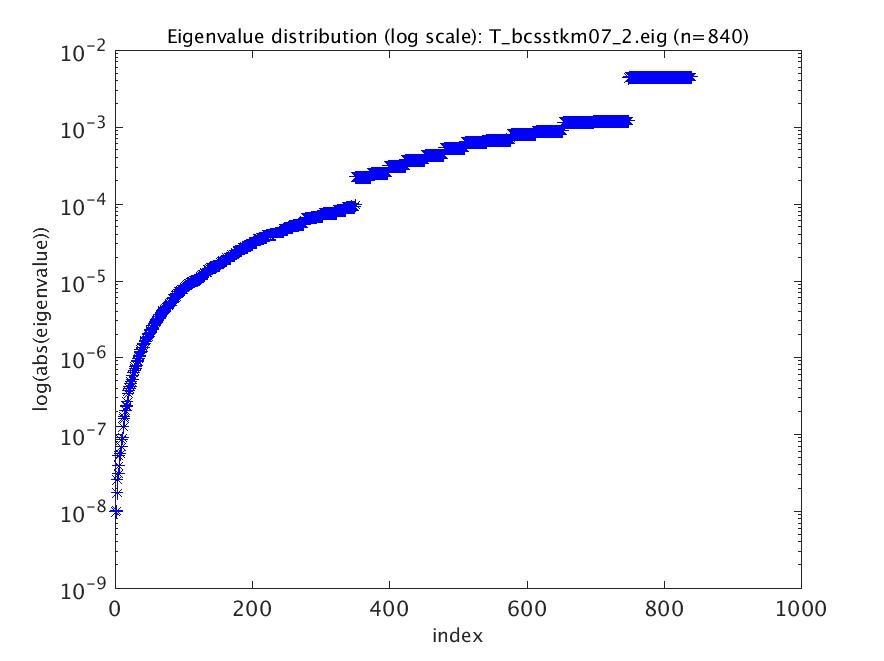 Eigenvalue distribution (log scale): T_bcsstkm07_2.eig (n=840)
10^-2
10^-3
10^-4
10^-5
10^-6
10^-7
10^-8
10^-9
log(abs(eigenvalue))
0 200 400 600 800 1000
index